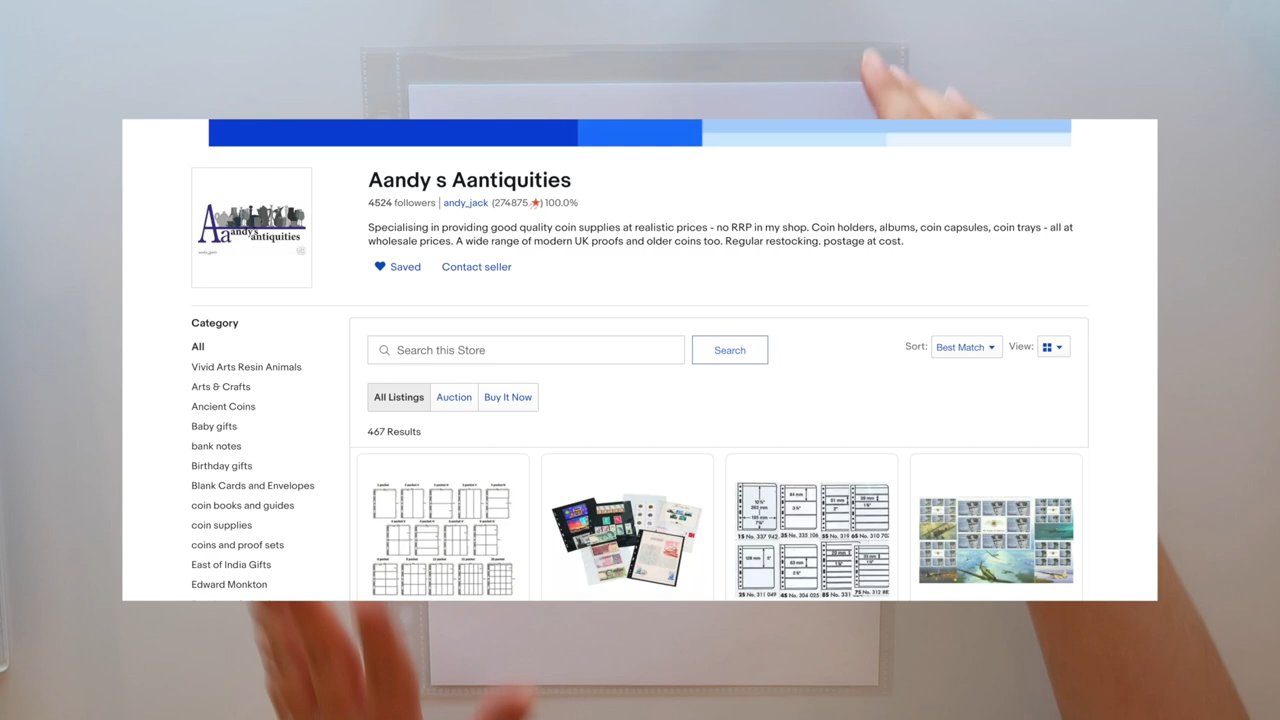 Aandy s Aantiquities
4524 followers | andy_jack (274875 ) 100.0%
Specialising in providing good quality coin supplies at realistic prices - no RRP in my shop. Coin holders, albums, coin capsules, coin trays - all at
wholesale prices. A wide range of modern UK proofs and older coins too. Regular restocking. postage at cost.
Saved Contact seller
Aandy's
antiquities
andy_jack
Category
All
Vivid Arts Resin Animals
Arts & Crafts
Ancient Coins
Baby gifts
bank notes
Birthday gifts
Blank Cards and Envelopes
coin books and guides
coin supplies
coins and proof sets
East of India Gifts
Edward Monkton
Search this Store
Search
Sort: Best Match View:
All Listings Auction Buy It Now
467 Results